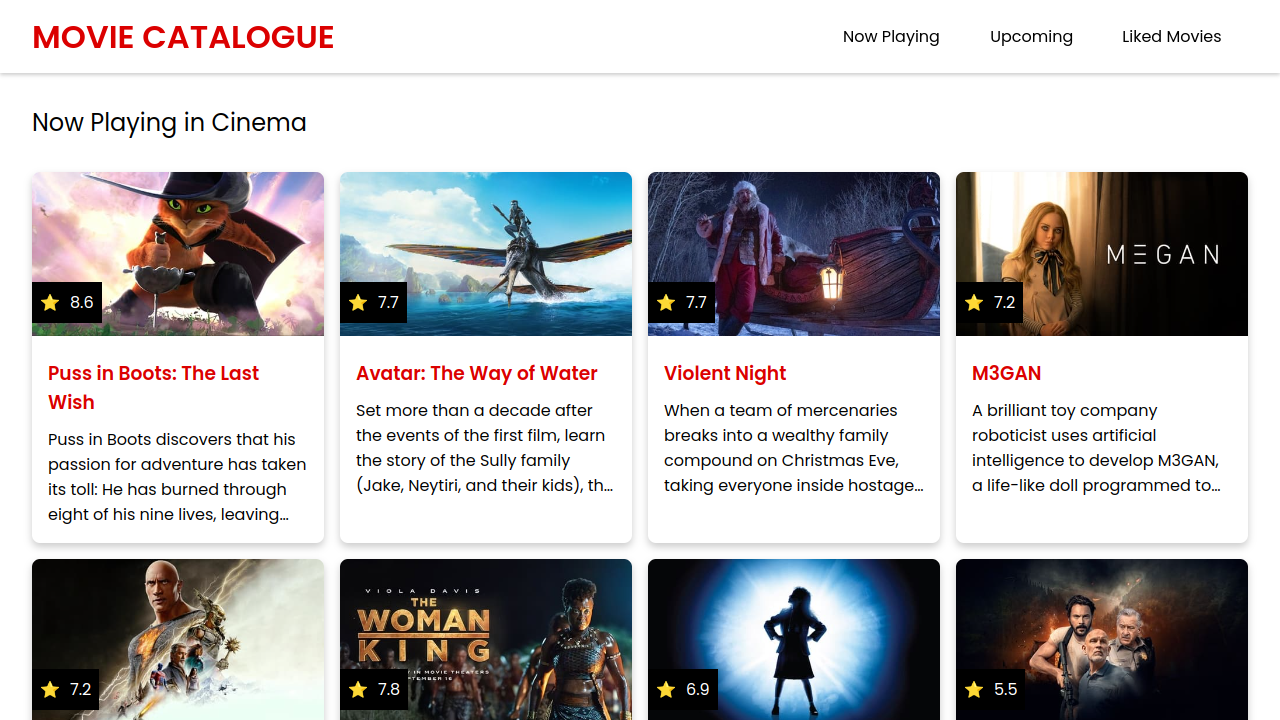 MOVIE CATALOGUE
Now Playing
Upcoming
Liked Movies
Now Playing in Cinema
8.6
7.7
7.7
M Ξ G A N
7.2
Puss in Boots: The Last
Wish
Puss in Boots discovers that his
passion for adventure has taken
its toll: He has burned through
eight of his nine lives, leaving...
Avatar: The Way of Water
Set more than a decade after
the events of the first film, learn
the story of the Sully family
(Jake, Neytiri, and their kids), th...
Violent Night
When a team of mercenaries
breaks into a wealthy family
compound on Christmas Eve,
taking everyone inside hostage...
M3GAN
A brilliant toy company
roboticist uses artificial
intelligence to develop M3GAN,
a life-like doll programmed to...
7.2
VIOLA DAVIS
THE
WOMAN
KING
IN MOVIE THEATERS
SEPTEMBER 16
7.8
6.9
5.5